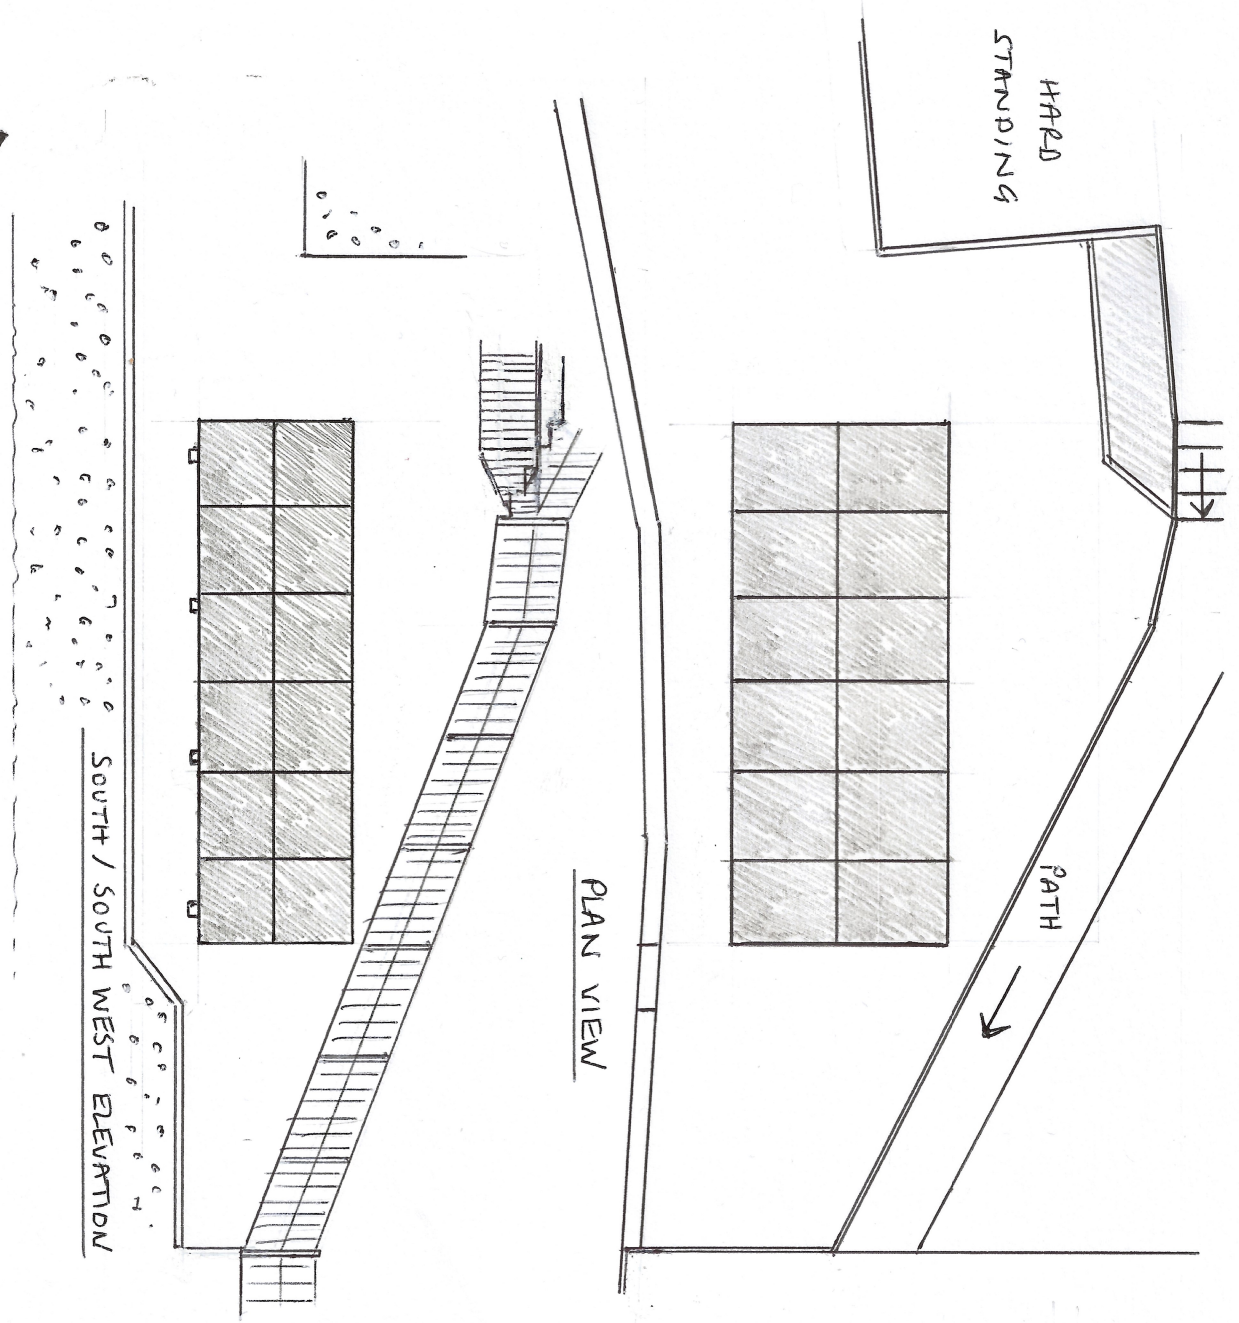 HARD
STANDING
PATH
PLAN VIEW
SOUTH / SOUTH WEST ELEVATION